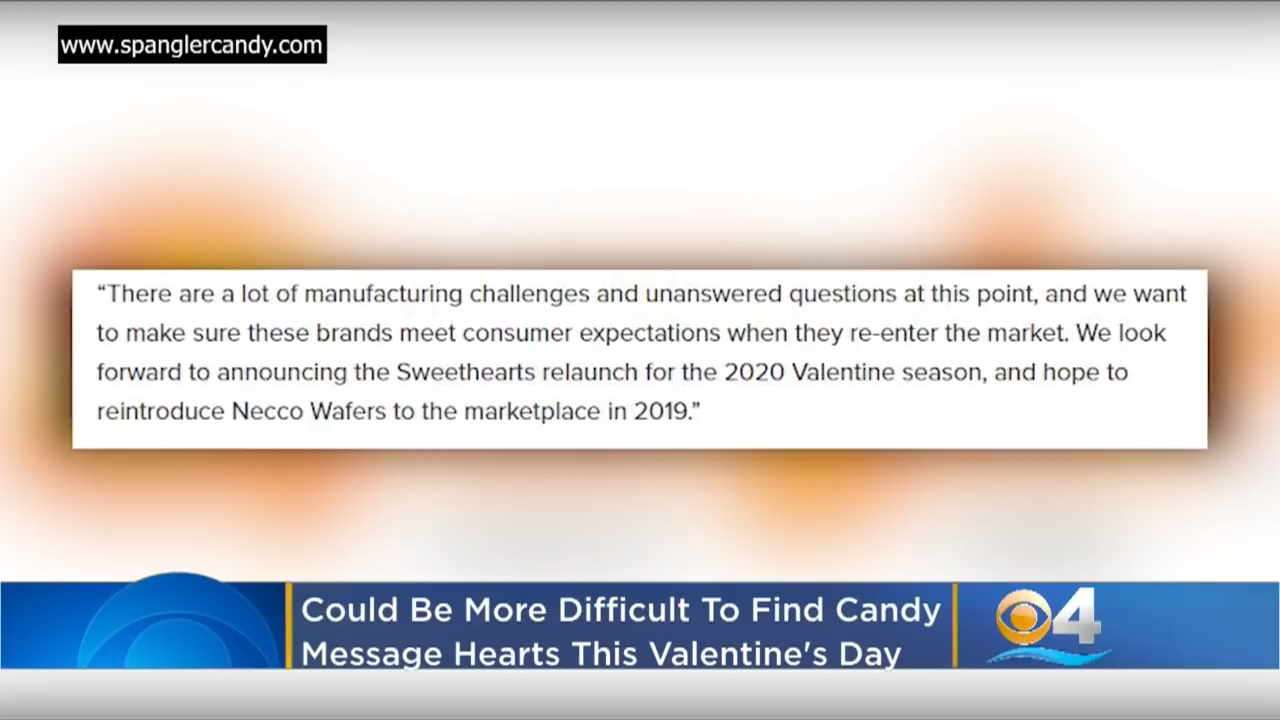 www.spanglercandy.com
“There are a lot of manufacturing challenges and unanswered questions at this point, and we want
to make sure these brands meet consumer expectations when they re-enter the market. We look
forward to announcing the Sweethearts relaunch for the 2020 Valentine season, and hope to
reintroduce Necco Wafers to the marketplace in 2019.”
Could Be More Difficult To Find Candy
Message Hearts This Valentine's Day
4